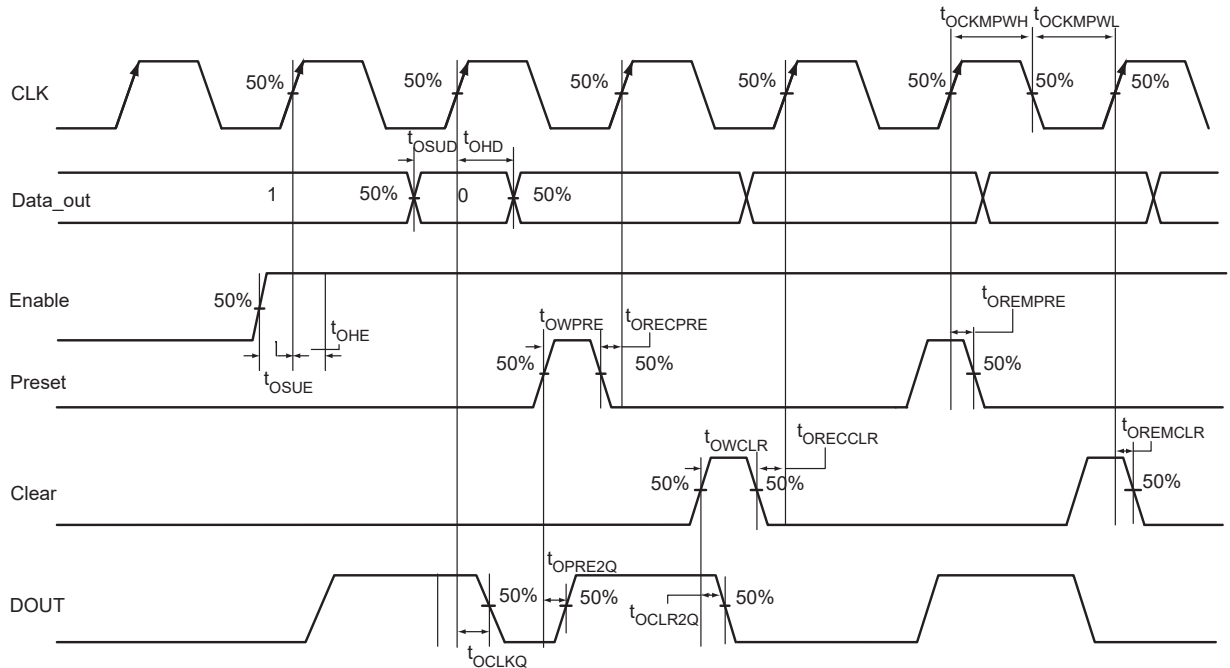 tOCKMPWH tOCKMPWL
CLK 50% 50% 50% 50% 50% 50% 50%
tOSUD tOHD
Data_out 1 50% 0 50%
Enable 50%
tOHE
tOSUE
tOWPRE tORECPRE tOREMPRE
Preset 50% 50% 50%
tOWCLR tORECCLR tOREMCLR
Clear 50% 50% 50%
tOPRE2Q
DOUT 50% 50% 50%
tOCLR2Q
tOCLKQ